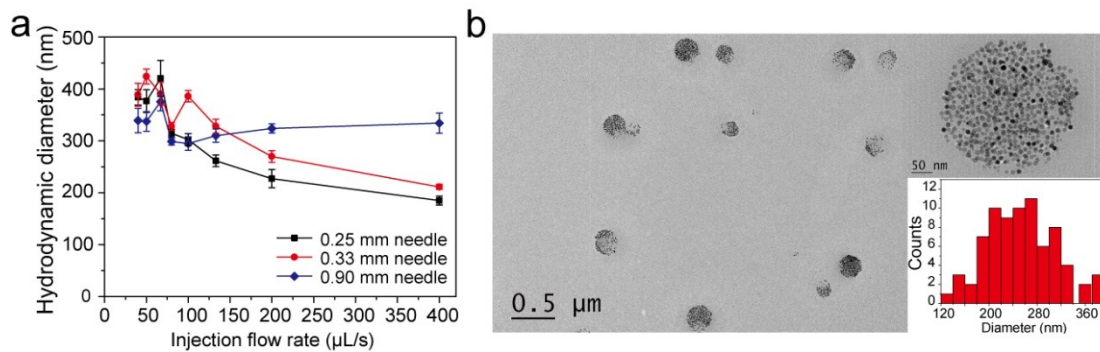 a
Hydrodynamic diameter (nm)
500
400
300
200
100
0
0 50 100 150 200 250 300 350 400
Injection flow rate (μL/s)
0.25 mm needle
0.33 mm needle
0.90 mm needle
b
0.5 μm
50 nm
Counts
12
10
8
6
4
2
0
120 200 280 360
Diameter (nm)